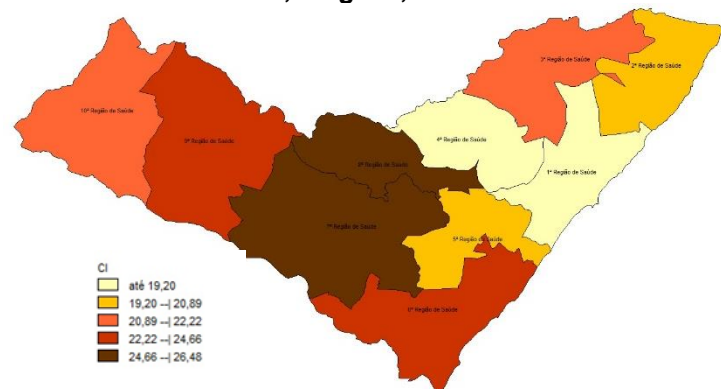 3ª Região de Saúde
2ª Região de Saúde
10ª Região de Saúde
9ª Região de Saúde
4ª Região de Saúde
8ª Região de Saúde
1ª Região de Saúde
7ª Região de Saúde
5ª Região de Saúde
6ª Região de Saúde
CI
até 19,20
19,20 --| 20,89
20,89 --| 22,22
22,22 --| 24,66
24,66 --| 26,48